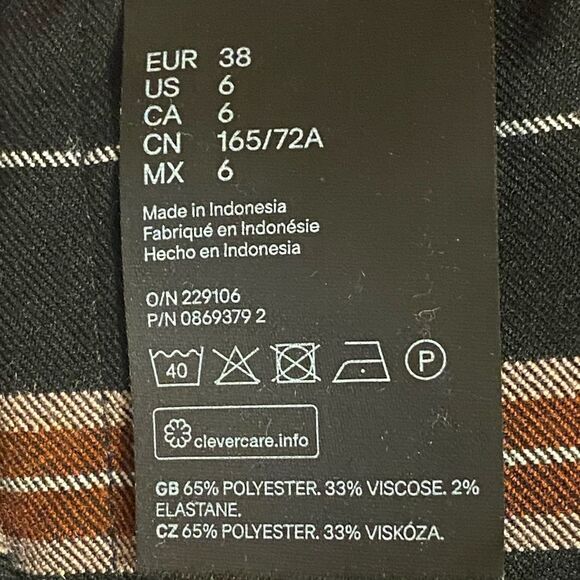 EUR 38
US 6
CA 6
CN 165/72A
MX 6
Made in Indonesia
Fabriqué en Indonésie
Hecho en Indonesia
O/N 229106
P/N 0869379 2
40 P
clevercare.info
GB 65% POLYESTER. 33% VISCOSE. 2%
ELASTANE.
CZ 65% POLYESTER. 33% VISKÓZA. 2%